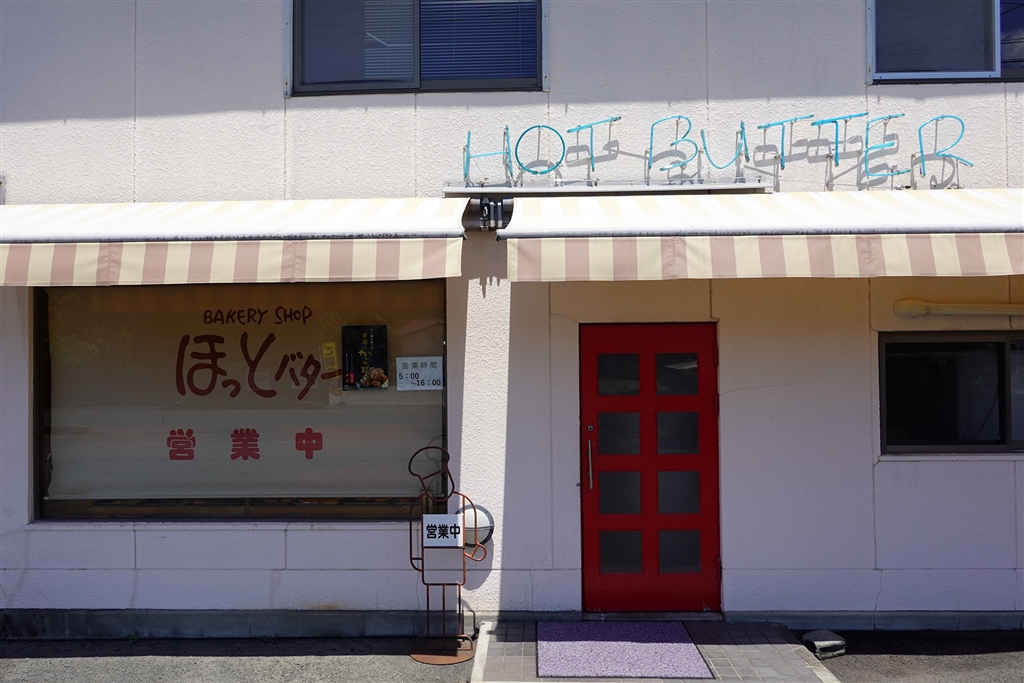 HOT BUTTER
BAKERY SHOP
ほっとバター
営業時間
5:00
~16:00
営業中
営業中